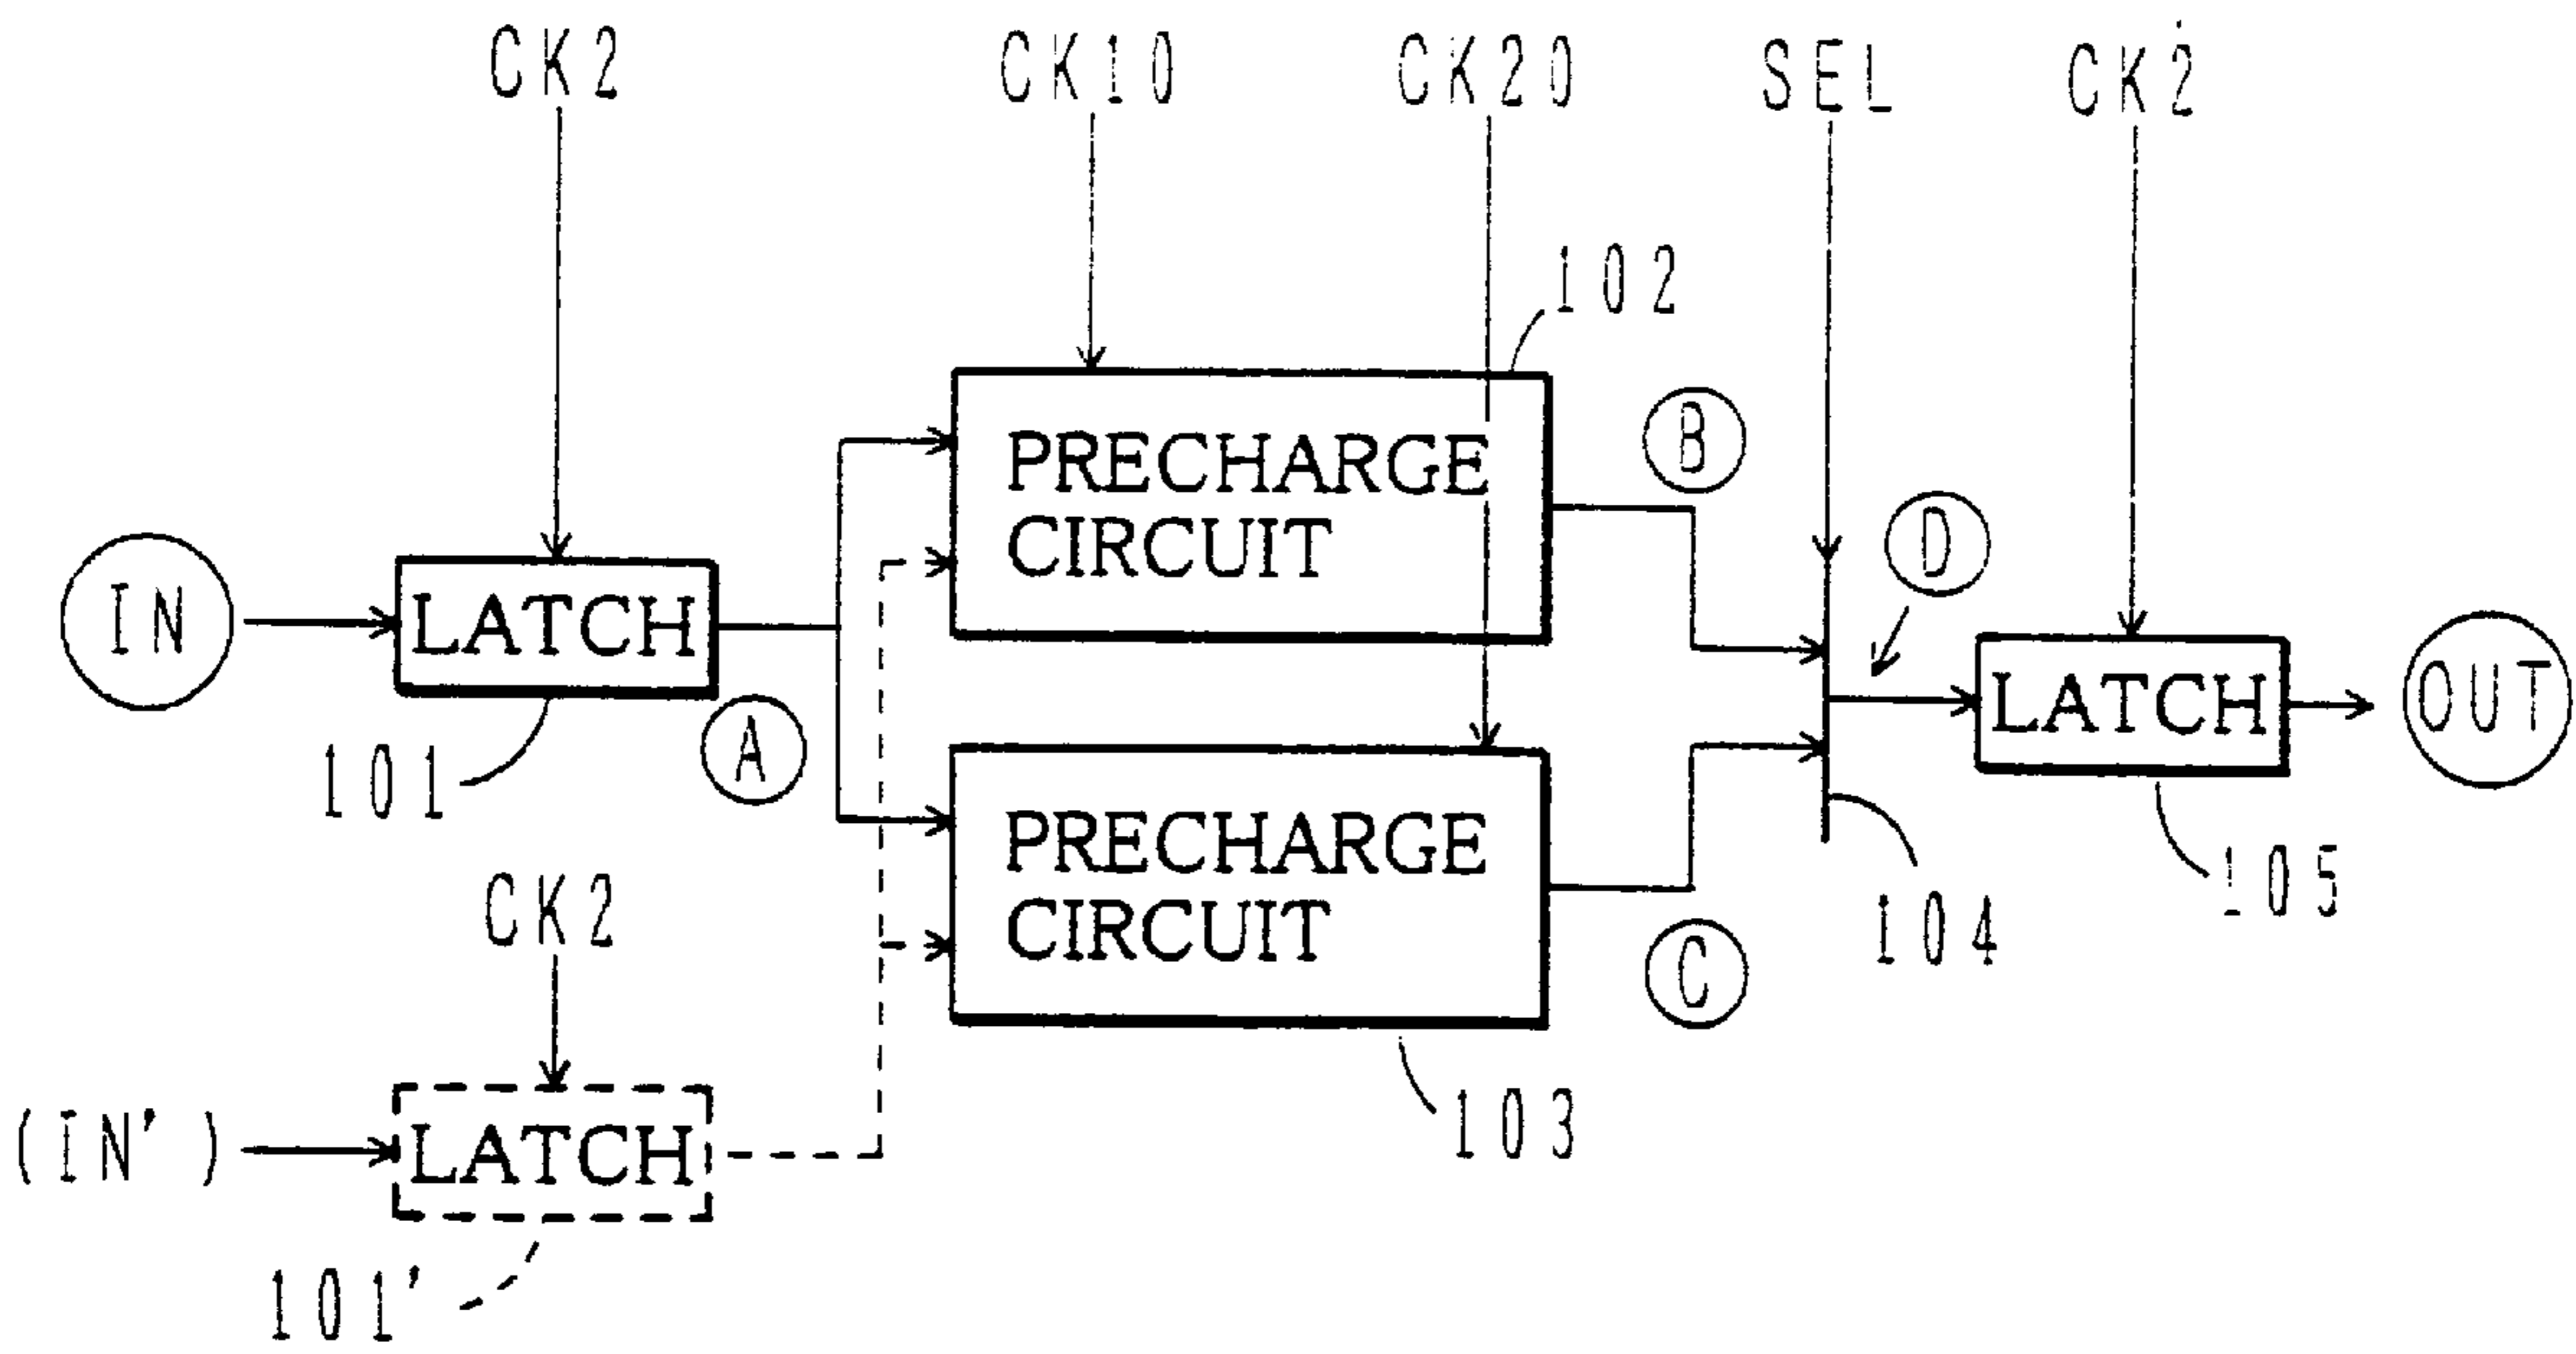 CK2
CK10
CK20
SEL
CK2
102
PRECHARGE
CIRCUIT
B
D
IN
LATCH
101
A
LATCH
OUT
PRECHARGE
CIRCUIT
105
104
C
CK2
103
(IN')
LATCH
101'